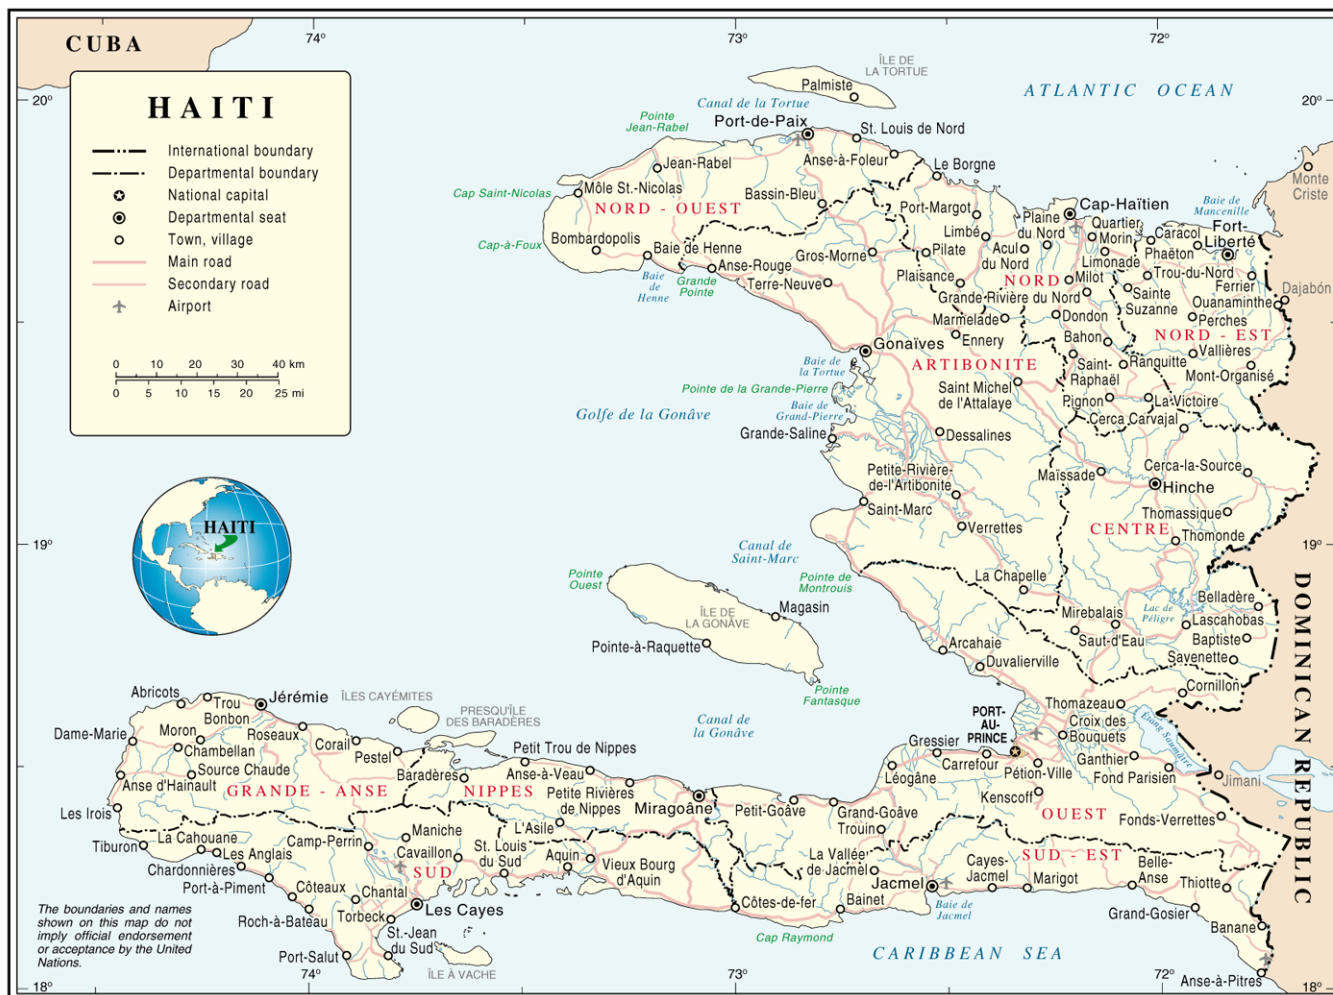 CUBA
74°
73°
72°
20°
20°
HAITI
International boundary
Departmental boundary
National capital
Departmental seat
Town, village
Main road
Secondary road
Airport
0 10 20 30 40 km
0 5 10 15 20 25 mi
HAITI
ÎLE DE
LA TORTUE
Palmiste
ATLANTIC OCEAN
Canal de la Tortue
Pointe
Jean-Rabel
Port-de-Paix
St. Louis de Nord
Jean-Rabel
Anse-à-Foleur
Le Borgne
Monte
Criste
Cap Saint-Nicolas
Môle St.-Nicolas
Bassin-Bleu
NORD - OUEST
Port-Margot
Cap-Haïtien
Baie de
Mancenille
Plaine
du Nord
Quartier
Morin
Fort-
Liberté
Caracol
Limbé
Cap-à-Foux
Bombardopolis
Baie de Henne
Gros-Morne
Pilate
Acul
du Nord
Limonade
Phaëton
Baie
de
Henne
Grande
Pointe
Anse-Rouge
Terre-Neuve
Plaisance
NORD
Milot
Trou-du-Nord
Ferrier
Dajabón
Grande-Rivière du Nord
Sainte
Suzanne
Ouanaminthe
Marmelade
Dondon
Perches
NORD - EST
Ennery
Bahon
Gonaïves
Vallières
Baie de
la Tortue
ARTIBONITE
Saint-
Raphaël
Ranquitte
Mont-Organisé
Pointe de la Grande-Pierre
Saint Michel
de l'Attalaye
Pignon
La-Victoire
Golfe de la Gonâve
Baie de
Grand-Pierre
Cerca Carvajal
Grande-Saline
Dessalines
Petite-Rivière-
de-l'Artibonite
Maïssade
Cerca-la-Source
Hinche
Saint-Marc
Thomassique
Verrettes
CENTRE
Thomonde
19°
19°
Canal de
Saint-Marc
Pointe
Ouest
Pointe de
Montrouis
La Chapelle
Belladère
ÎLE DE
LA GONÂVE
Magasin
Mirebalais
Lac de
Péligre
Lascahobas
Pointe-à-Raquette
Arcahaie
Saut-d'Eau
Baptiste
Duvalierville
Savenette
Pointe
Fantasque
Cornillon
DOMINICAN REPUBLIC
Abricots
Trou
Bonbon
Jérémie
ÎLES CAYÉMITES
PRESQU'ÎLE
DES BARADÈRES
Canal de
la Gonâve
PORT-
AU-
PRINCE
Thomazeau
Croix des
Bouquets
Étang Saumâtre
Dame-Marie
Moron
Roseaux
Corail
Chambellan
Pestel
Petit Trou de Nippes
Gressier
Carrefour
Ganthier
Anse d'Hainault
Source Chaude
Baradères
Anse-à-Veau
Léogâne
Pétion-Ville
Fond Parisien
Jimani
GRANDE - ANSE
NIPPES
Petite Rivières
de Nippes
Kenscoff
Les Irois
Miragoâne
Petit-Goâve
Grand-Goâve
OUEST
Fonds-Verrettes
Tiburon
La Cahouane
Camp-Perrin
Maniche
L'Asile
Trouin
Les Anglais
Cavaillon
St. Louis
du Sud
Aquin
Vieux Bourg
d'Aquin
La Vallée
de Jacmel
SUD - EST
Chardonnières
SUD
Cayes-
Jacmel
Belle-
Anse
Port-à-Piment
Côteaux
Chantal
Jacmel
Marigot
Thiotte
Roch-à-Bateau
Torbeck
Les Cayes
Côtes-de-fer
Bainet
Baie de
Jacmel
Grand-Gosier
St.-Jean
du Sud
Cap Raymond
Banane
Port-Salut
ÎLE À VACHE
CARIBBEAN SEA
Anse-à-Pitres
The boundaries and names
shown on this map do not
imply official endorsement
or acceptance by the United
Nations.
74°
73°
72°
18°
18°